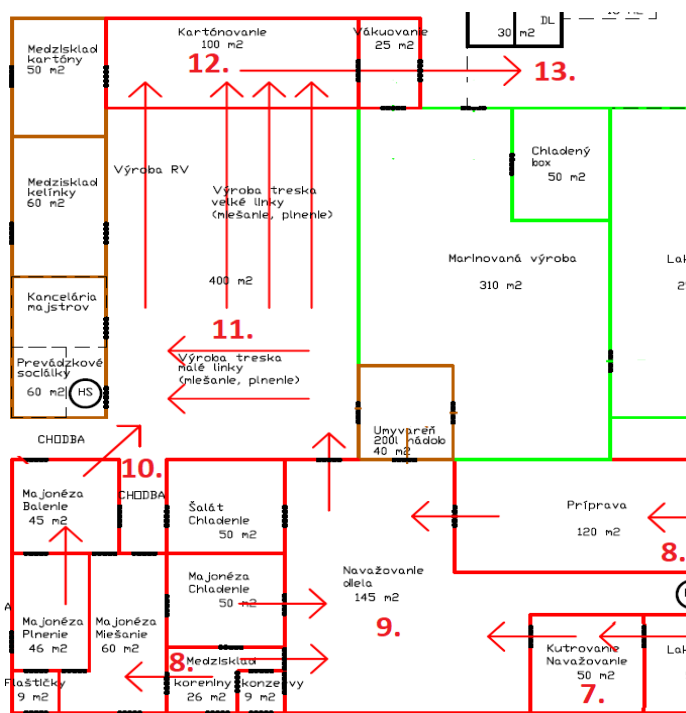 Medzisklad
kartóny
50 m2
Kartónovanie
100 m2
12.
Vákuovanie
25 m2
30 m2
DL
13.
Medzisklad
kelínky
60 m2
Výroba RV
Výroba treska
velké linky
(miešanie, plnenie)
Chladený
box
50 m2
Marinovaná výroba
310 m2
400 m2
Kancelária
majstrov
11.
Prevádzkové
sociálky
60 m2
HS
Výroba treska
malé linky
(miešanie, plnenie)
Umyvareň
200l nádob
40 m2
CHODBA
10.
CHODBA
Majonéza
Balenie
45 m2
Šalát
Chladenie
50 m2
Príprava
120 m2
8.
Majonéza
Chladenie
50 m2
Navažovanie
diela
145 m2
9.
Majonéza
Plnenie
46 m2
Majonéza
Miešanie
60 m2
8.
Medzisklad
koreniny
26 m2
konzervy
9 m2
Flaštičky
9 m2
Kutrovanie
Navažovanie
50 m2
7.